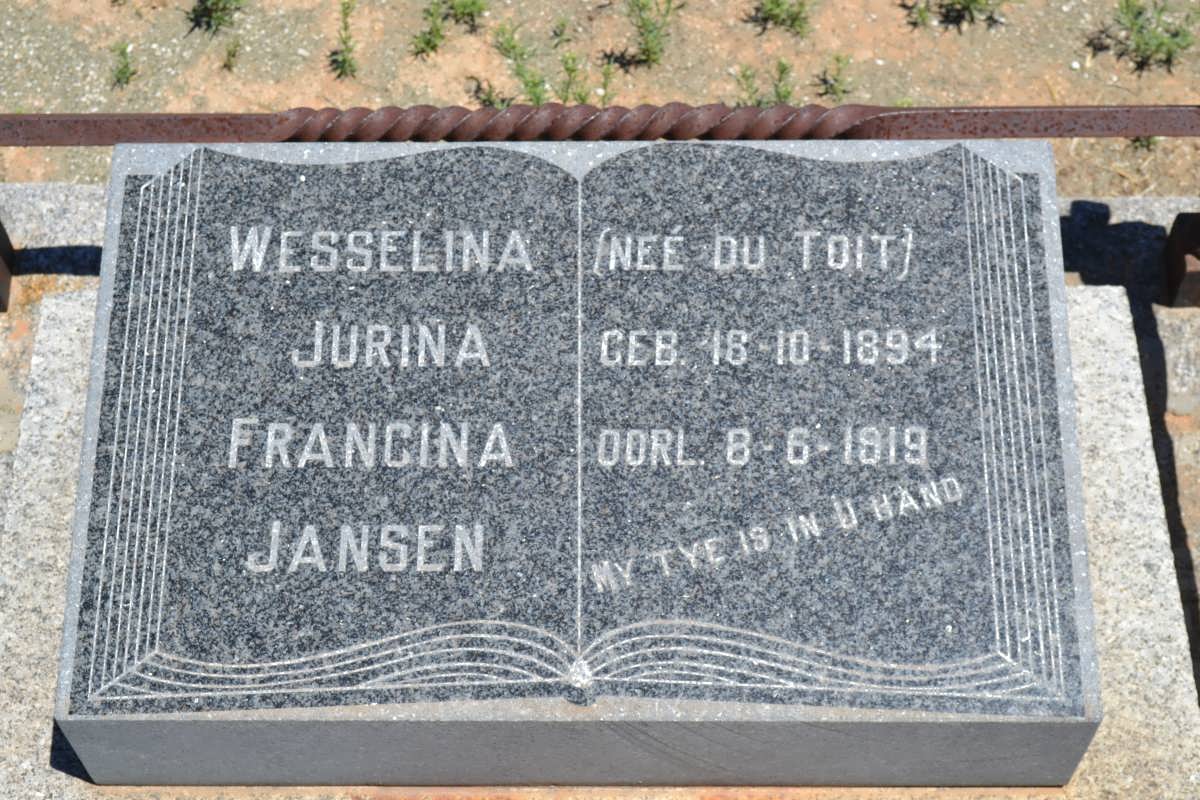 WESSELINA
JURINA
FRANCINA
JANSEN
(NEÉ DU TOIT)
GEB. 18-10-1894
OORL. 8-6-1919
MY TYE IS IN U HAND